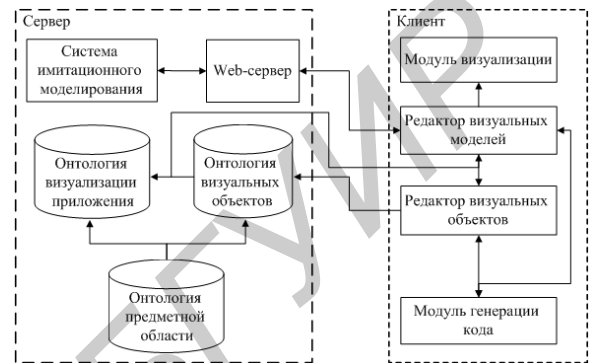 Сервер
Клиент
Система
имитационного
моделирования
Web-сервер
Модуль визуализации
Редактор визуальных
моделей
Онтология
визуализации
приложения
Онтология
визуальных
объектов
Редактор визуальных
объектов
Онтология
предметной
области
Модуль генерации
кода
БГУИР